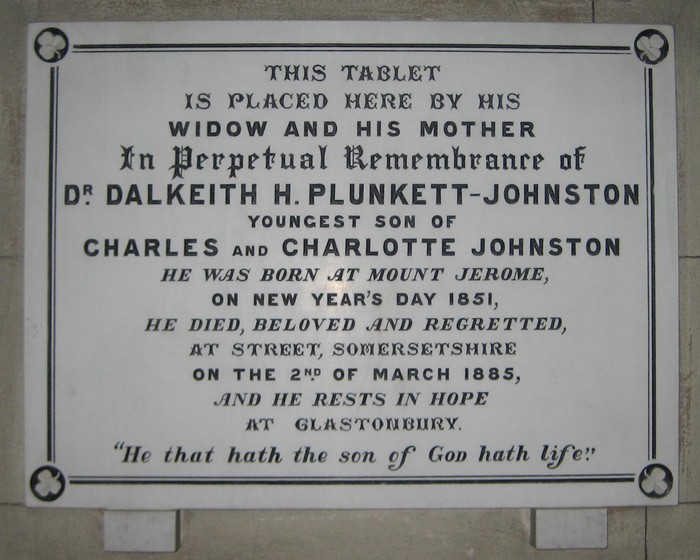 THIS TABLET
IS PLACED HERE BY HIS
WIDOW AND HIS MOTHER
In Perpetual Remembrance of
DR. DALKEITH H. PLUNKETT-JOHNSTON
YOUNGEST SON OF
CHARLES AND CHARLOTTE JOHNSTON
HE WAS BORN AT MOUNT JEROME,
ON NEW YEAR'S DAY 1851,
HE DIED, BELOVED AND REGRETTED,
AT STREET, SOMERSETSHIRE
ON THE 2ND OF MARCH 1885,
AND HE RESTS IN HOPE
AT GLASTONBURY.
"He that hath the son of GOD hath life."